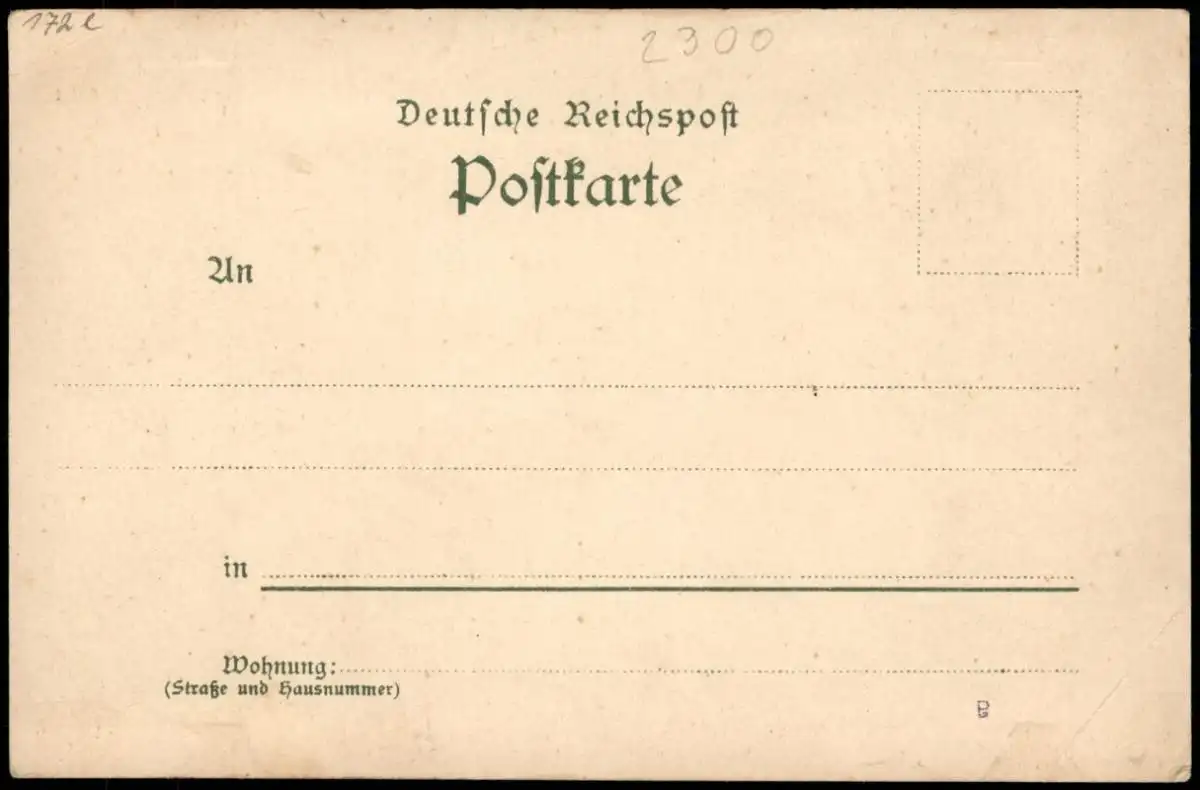 172 e
2300
Deutsche Reichspost
Postkarte
An
in
Wohnung:
(Straße und Hausnummer)